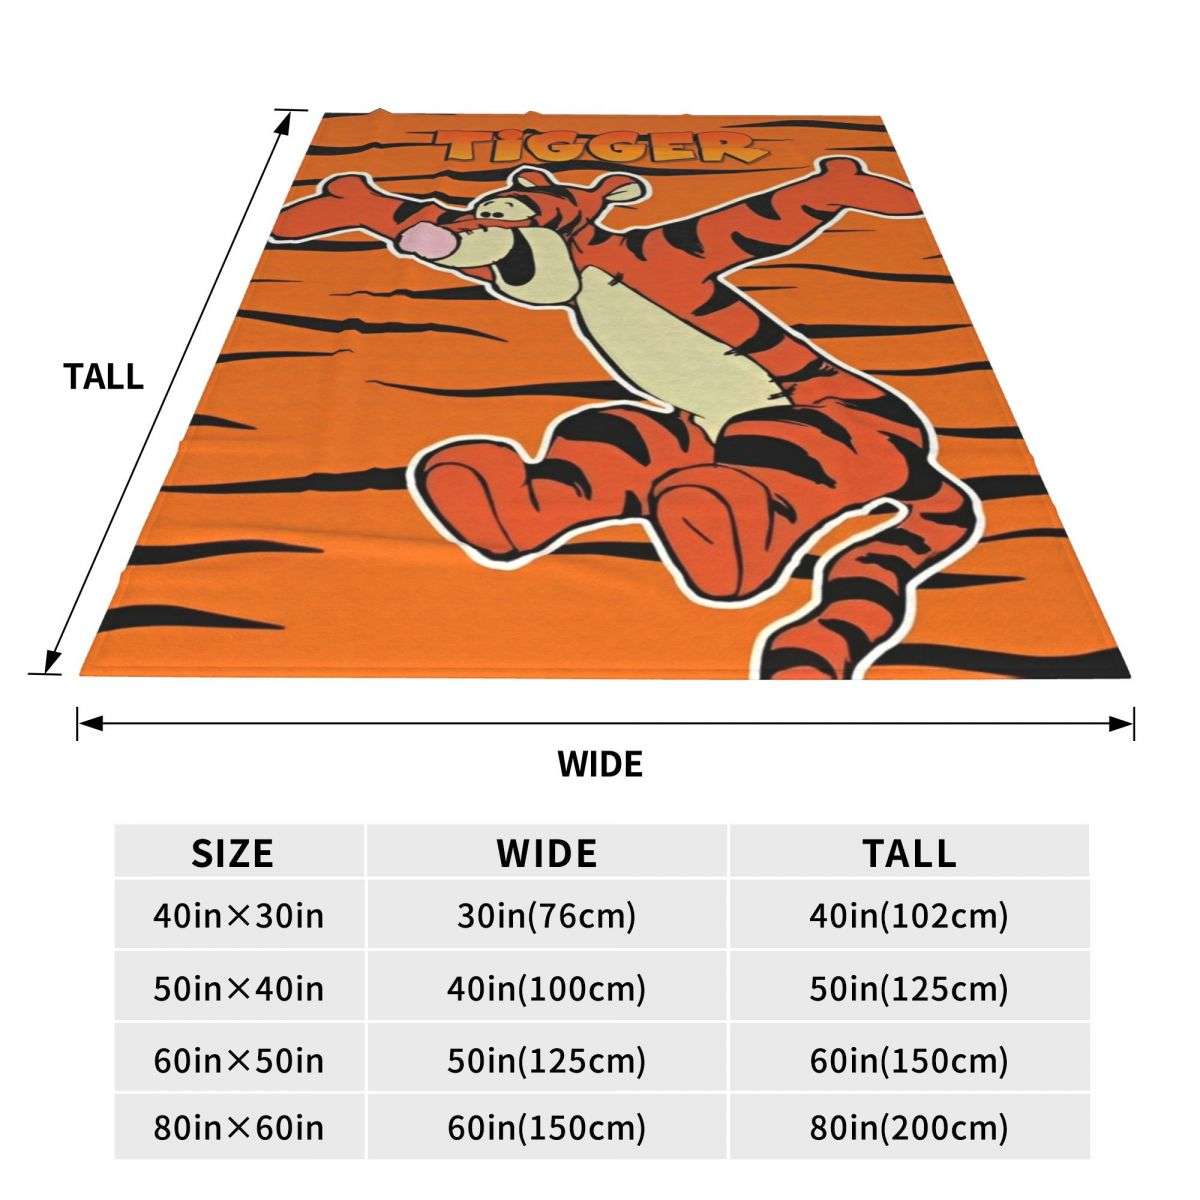 TiGGER
TALL
WIDE
SIZE WIDE TALL
40in×30in 30in(76cm) 40in(102cm)
50in×40in 40in(100cm) 50in(125cm)
60in×50in 50in(125cm) 60in(150cm)
80in×60in 60in(150cm) 80in(200cm)